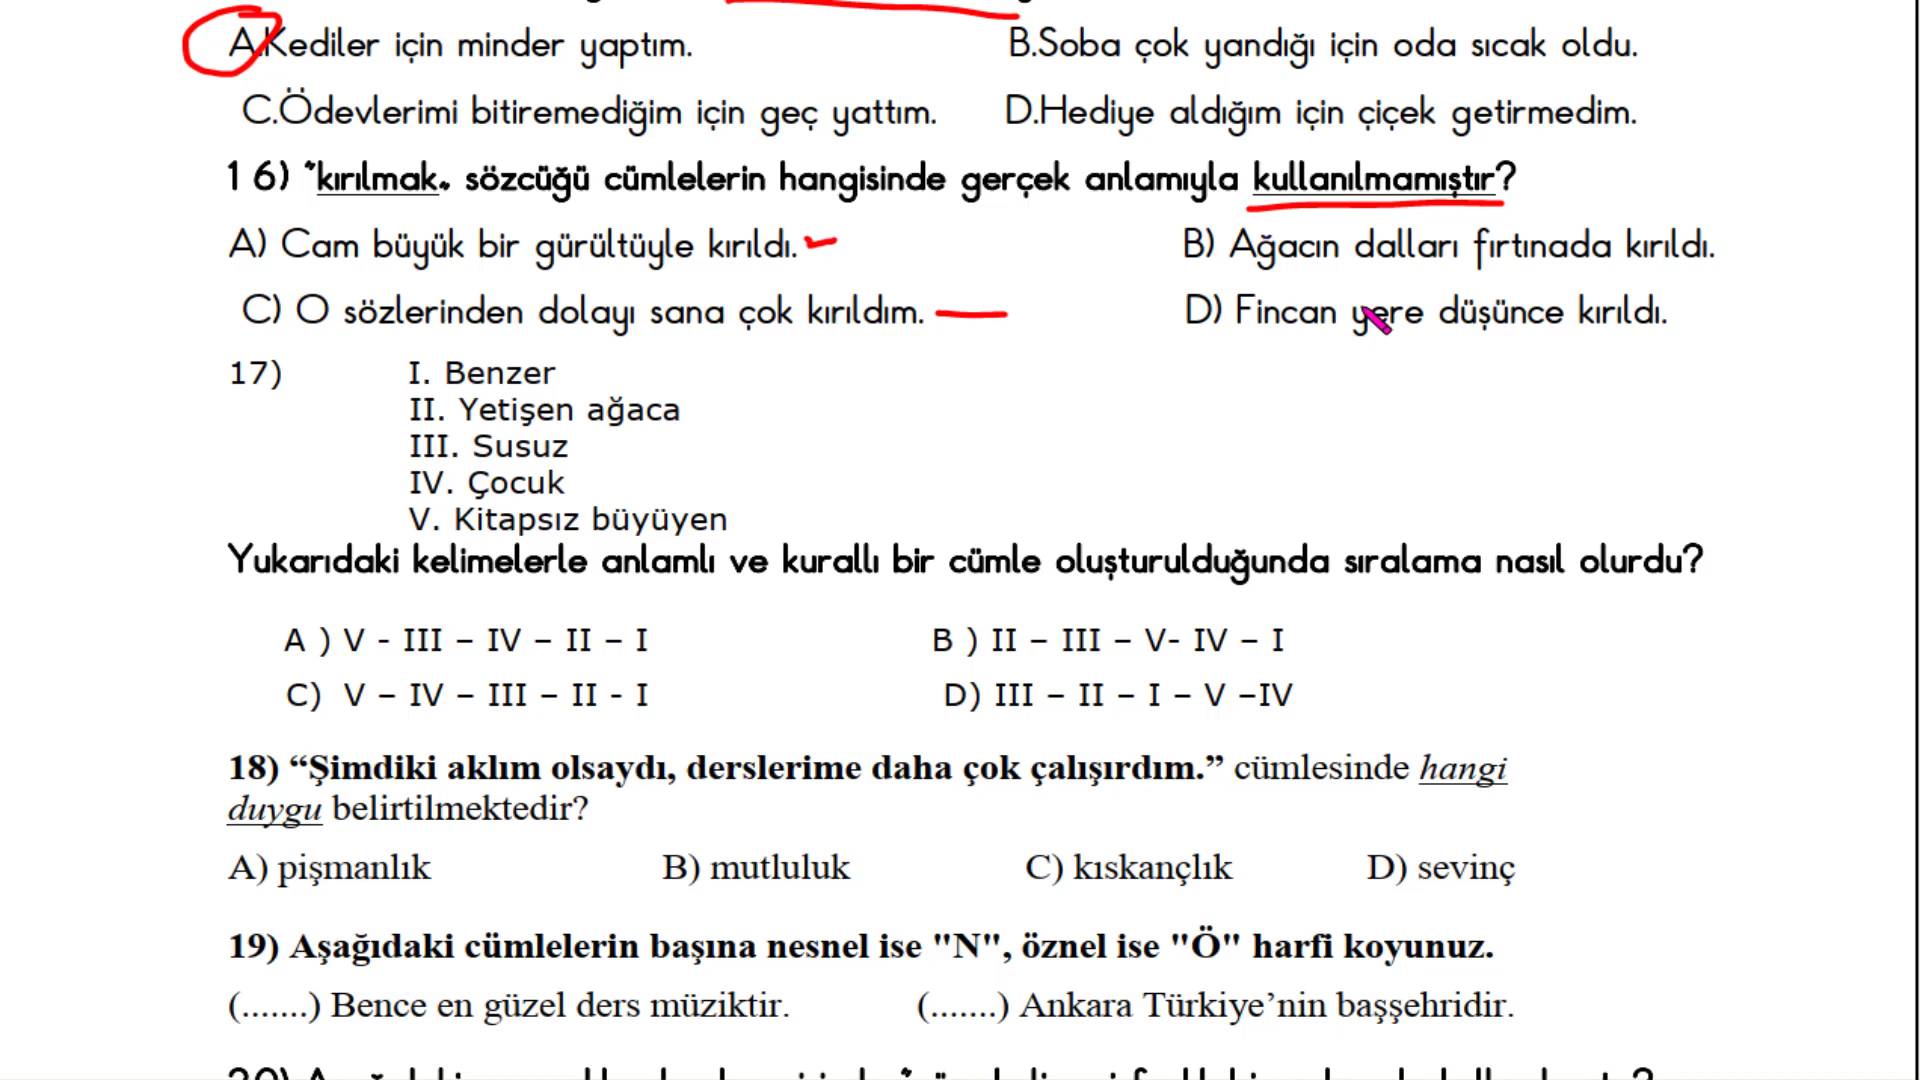 A.Kediler için minder yaptım. B.Soba çok yandığı için oda sıcak oldu.
C.Ödevlerimi bitiremediğim için geç yattım. D.Hediye aldığım için çiçek getirmedim.
16) "kırılmak" sözcüğü cümlelerin hangisinde gerçek anlamıyla kullanılmamıştır?
A) Cam büyük bir gürültüyle kırıldı. B) Ağacın dalları fırtınada kırıldı.
C) O sözlerinden dolayı sana çok kırıldım. D) Fincan yere düşünce kırıldı.
17) I. Benzer
II. Yetişen ağaca
III. Susuz
IV. Çocuk
V. Kitapsız büyüyen
Yukarıdaki kelimelerle anlamlı ve kurallı bir cümle oluşturulduğunda sıralama nasıl olurdu?
A ) V - III – IV – II – I B ) II – III – V- IV – I
C) V – IV – III – II - I D) III – II – I – V –IV
18) “Şimdiki aklım olsaydı, derslerime daha çok çalışırdım.” cümlesinde hangi
duygu belirtilmektedir?
A) pişmanlık B) mutluluk C) kıskançlık D) sevinç
19) Aşağıdaki cümlelerin başına nesnel ise "N", öznel ise "Ö" harfi koyunuz.
(.......) Bence en güzel ders müziktir. (.......) Ankara Türkiye’nin başşehridir.